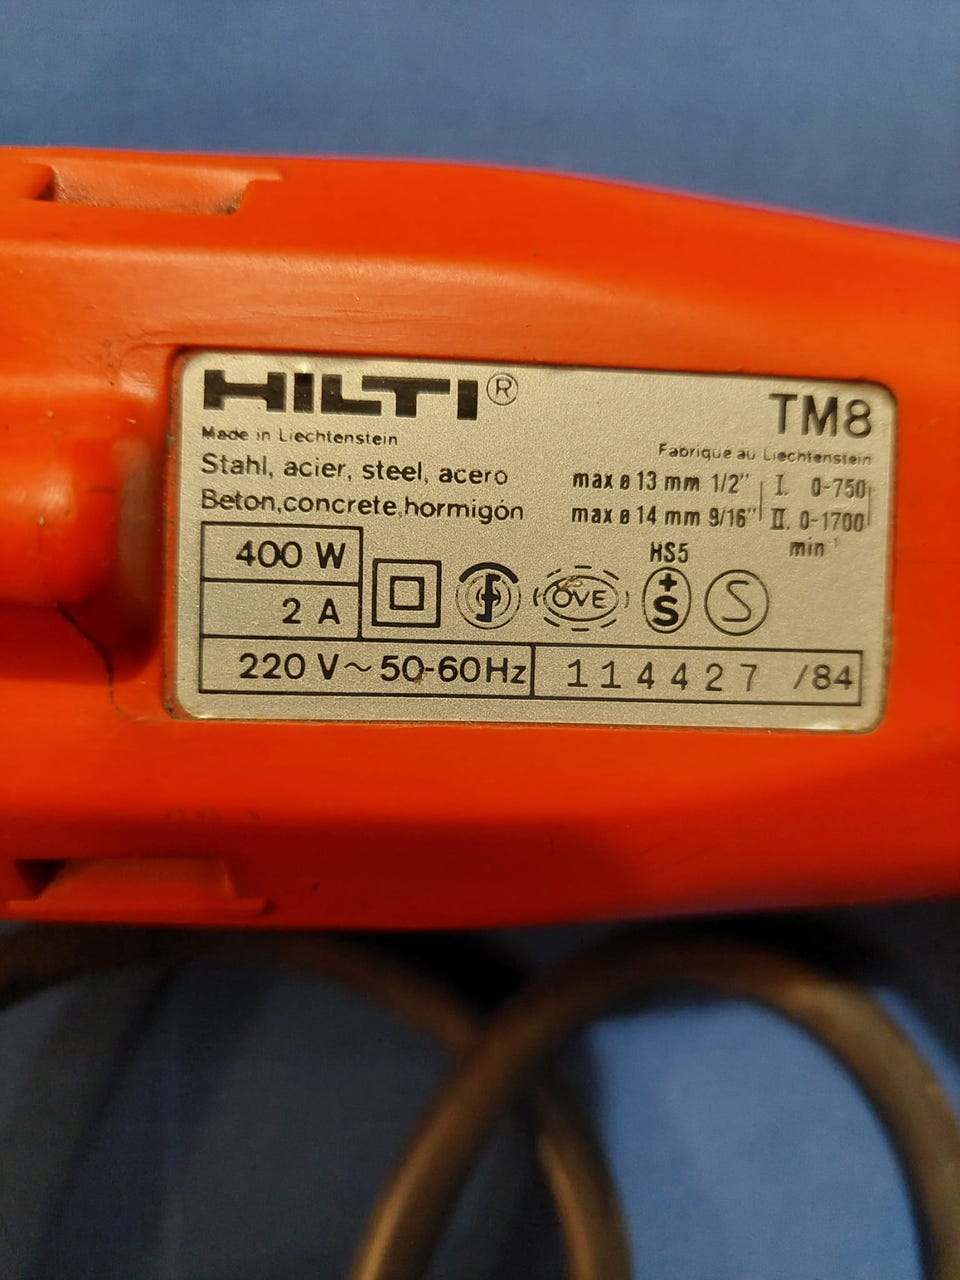 HILTI®
TM8
Made in Liechtenstein
Fabrique au Liechtenstein
Stahl, acier, steel, acero max ø 13 mm 1/2" I. 0-750
Beton,concrete,hormigón max ø 14 mm 9/16" II. 0-1700
min⁻¹
400 W
2 A
HS5
ÖVE
+S
S
220 V~50-60Hz
114427 /84